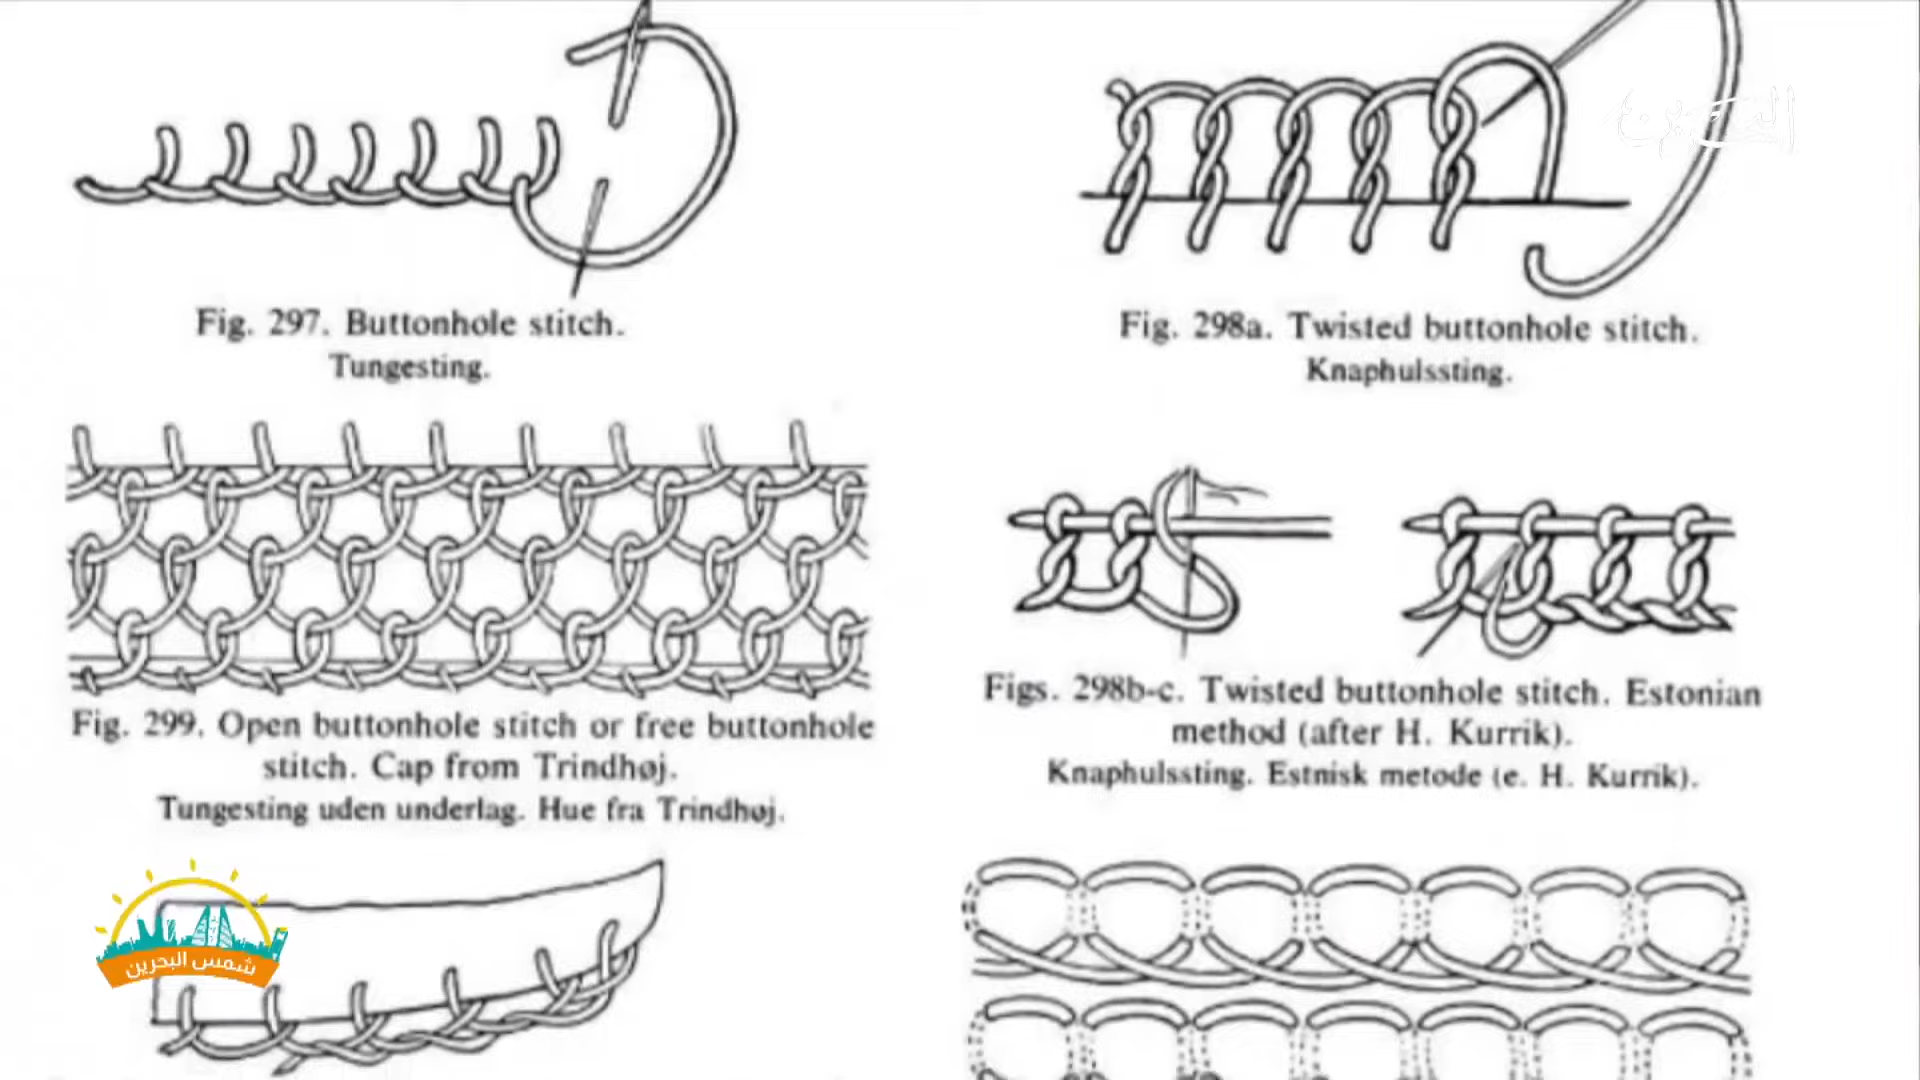 البحرين
Fig. 297. Buttonhole stitch.
Tungesting.
Fig. 298a. Twisted buttonhole stitch.
Knaphulssting.
Fig. 299. Open buttonhole stitch or free buttonhole
stitch. Cap from Trindhøj.
Tungesting uden underlag. Hue fra Trindhøj.
Figs. 298b-c. Twisted buttonhole stitch. Estonian
method (after H. Kurrik).
Knaphulssting. Estnisk metode (e. H. Kurrik).
شمس البحرين